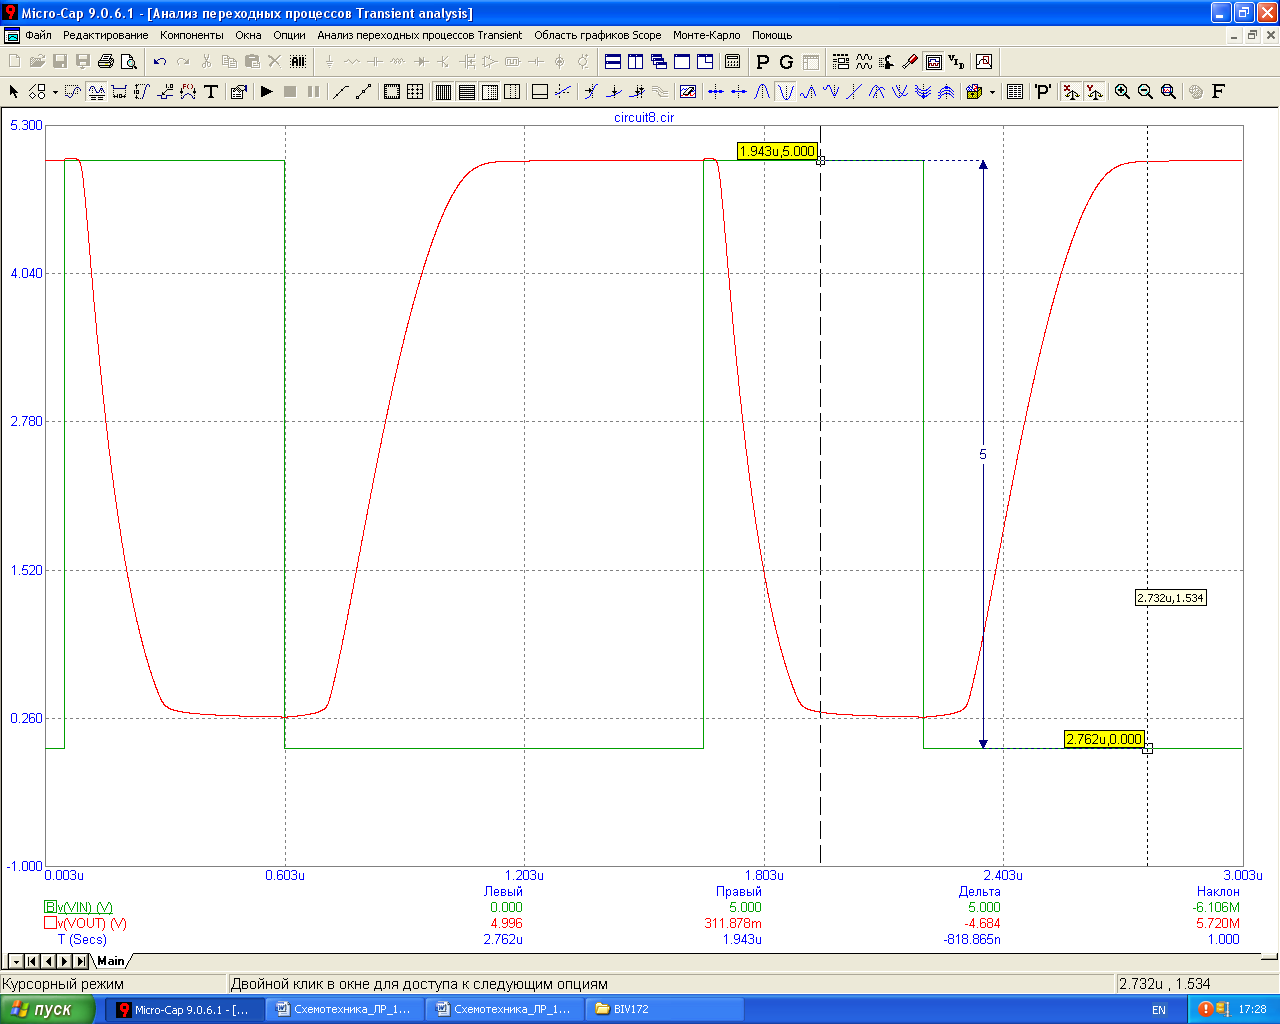 Micro-Cap 9.0.6.1 - [Анализ переходных процессов Transient analysis]
Файл Редактирование Компоненты Окна Опции Анализ переходных процессов Transient Область графиков Scope Монте-Карло Помощь
circuit8.cir
5.300
4.040
2.780
1.520
0.260
-1.000
1.943u,5.000
5
2.732u,1.534
2.762u,0.000
0.003u 0.603u 1.203u 1.803u 2.403u 3.003u
Левый Правый Дельта Наклон
B v(VIN) (V) 0.000 5.000 5.000 -6.106M
v(VOUT) (V) 4.996 311.878m -4.684 5.720M
T (Secs) 2.762u 1.943u -818.865n 1.000
Main
Курсорный режим Двойной клик в окне для доступа к следующим опциям 2.732u , 1.534
пуск Micro-Cap 9.0.6.1 - [... Схемотехника_ЛР_1... Схемотехника_ЛР_1... BIV172 EN 17:28